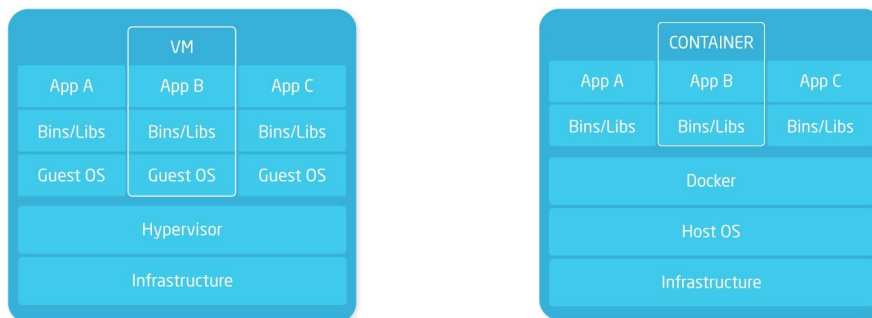 VM
App A App B App C
Bins/Libs Bins/Libs Bins/Libs
Guest OS Guest OS Guest OS
Hypervisor
Infrastructure
CONTAINER
App A App B App C
Bins/Libs Bins/Libs Bins/Libs
Docker
Host OS
Infrastructure